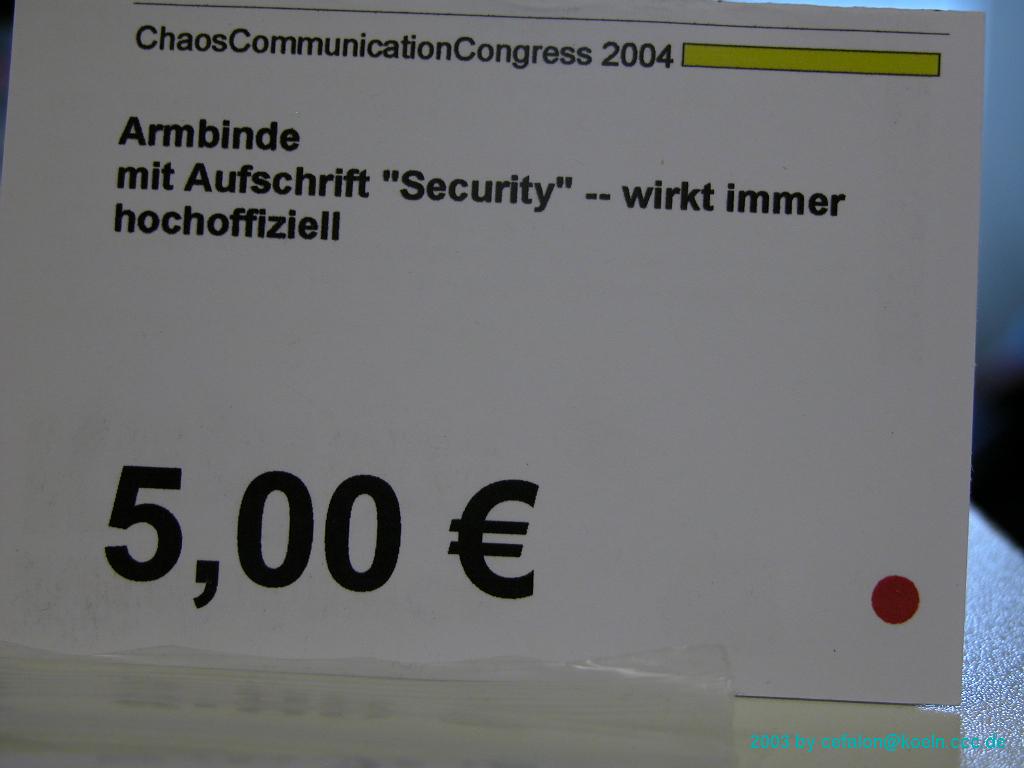 ChaosCommunicationCongress 2004
Armbinde
mit Aufschrift "Security" -- wirkt immer
hochoffiziell
5,00 €
2003 by cefalon@koeln.ccc.de